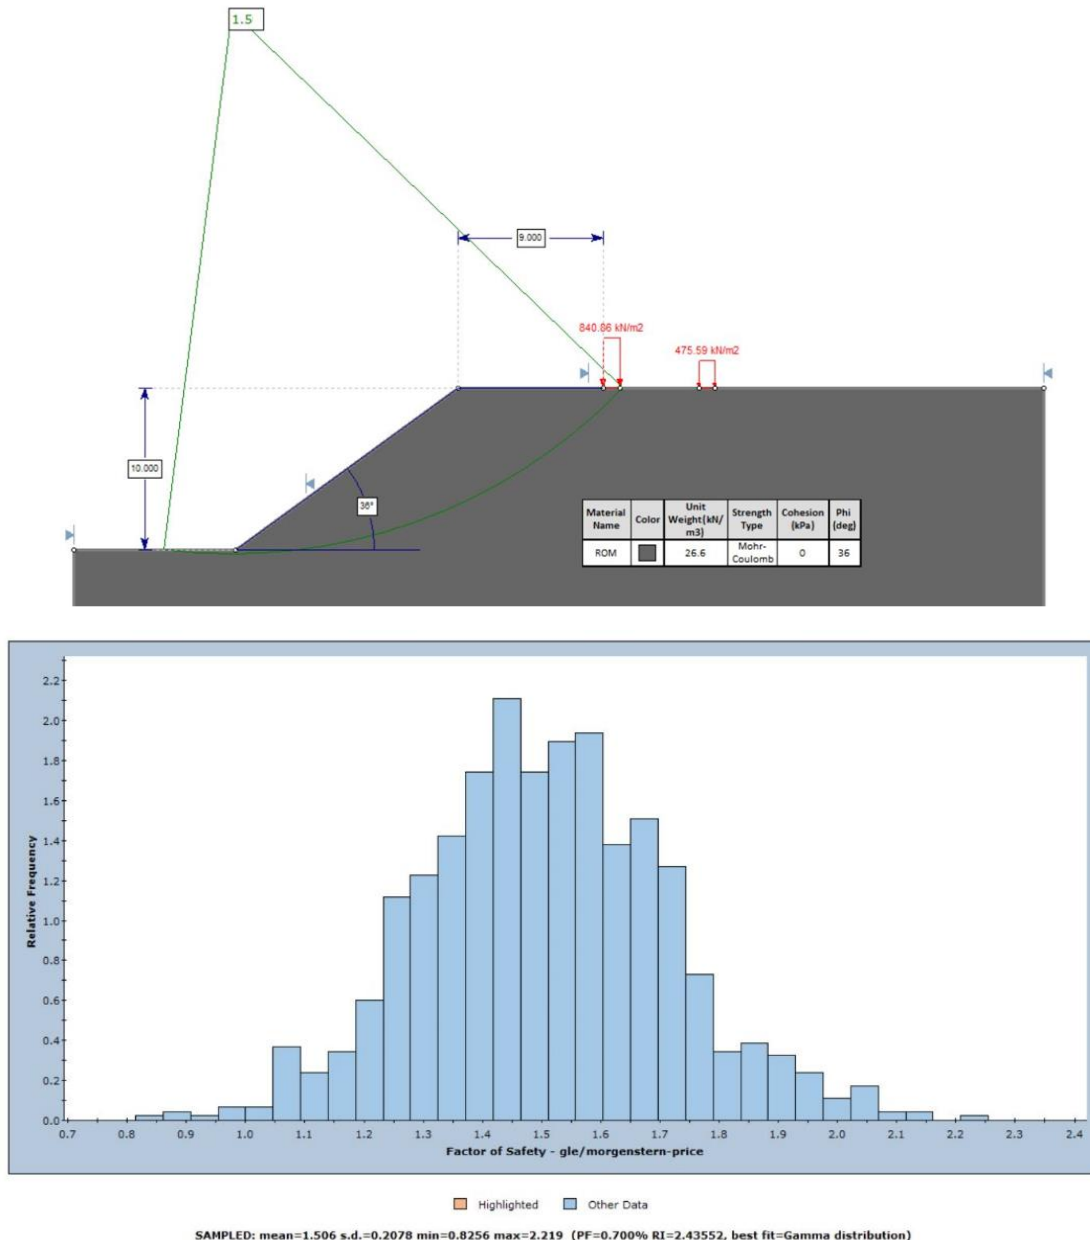 1.5
9.000
840.86 kN/m2
475.59 kN/m2
10.000
36°
Material Name Color Unit Weight(kN/m3) Strength Type Cohesion (kPa) Phi (deg)
ROM 26.6 Mohr-Coulomb 0 36
2.2
2.0
1.8
1.6
1.4
1.2
1.0
0.8
0.6
0.4
0.2
0.0
Relative Frequency
0.7 0.8 0.9 1.0 1.1 1.2 1.3 1.4 1.5 1.6 1.7 1.8 1.9 2.0 2.1 2.2 2.3 2.4
Factor of Safety - gle/morgenstern-price
Highlighted Other Data
SAMPLED: mean=1.506 s.d.=0.2078 min=0.8256 max=2.219 (PF=0.700% RI=2.43552, best fit=Gamma distribution)